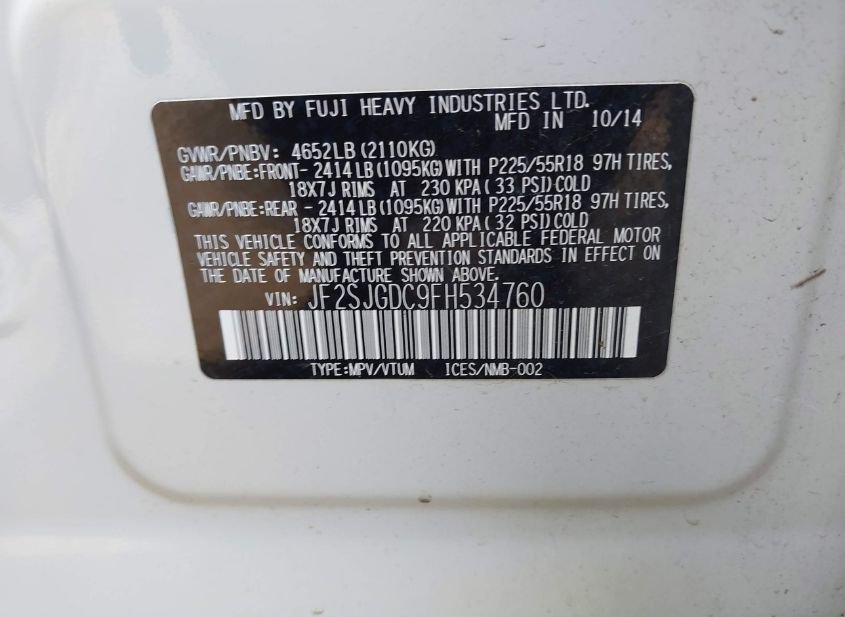 MFD BY FUJI HEAVY INDUSTRIES LTD.
MFD IN 10/14
GVWR/PNBV: 4652LB (2110KG)
GAWR/PNBE:FRONT- 2414 LB (1095KG) WITH P225/55R18 97H TIRES,
18X7J RIMS AT 230 KPA ( 33 PSI) COLD
GAWR/PNBE:REAR - 2414 LB (1095KG) WITH P225/55R18 97H TIRES,
18X7J RIMS AT 220 KPA ( 32 PSI) COLD
THIS VEHICLE CONFORMS TO ALL APPLICABLE FEDERAL MOTOR
VEHICLE SAFETY AND THEFT PREVENTION STANDARDS IN EFFECT ON
THE DATE OF MANUFACTURE SHOWN ABOVE.
VIN: JF2SJGDC9FH534760
TYPE:MPV/VTUM ICES/NMB-002